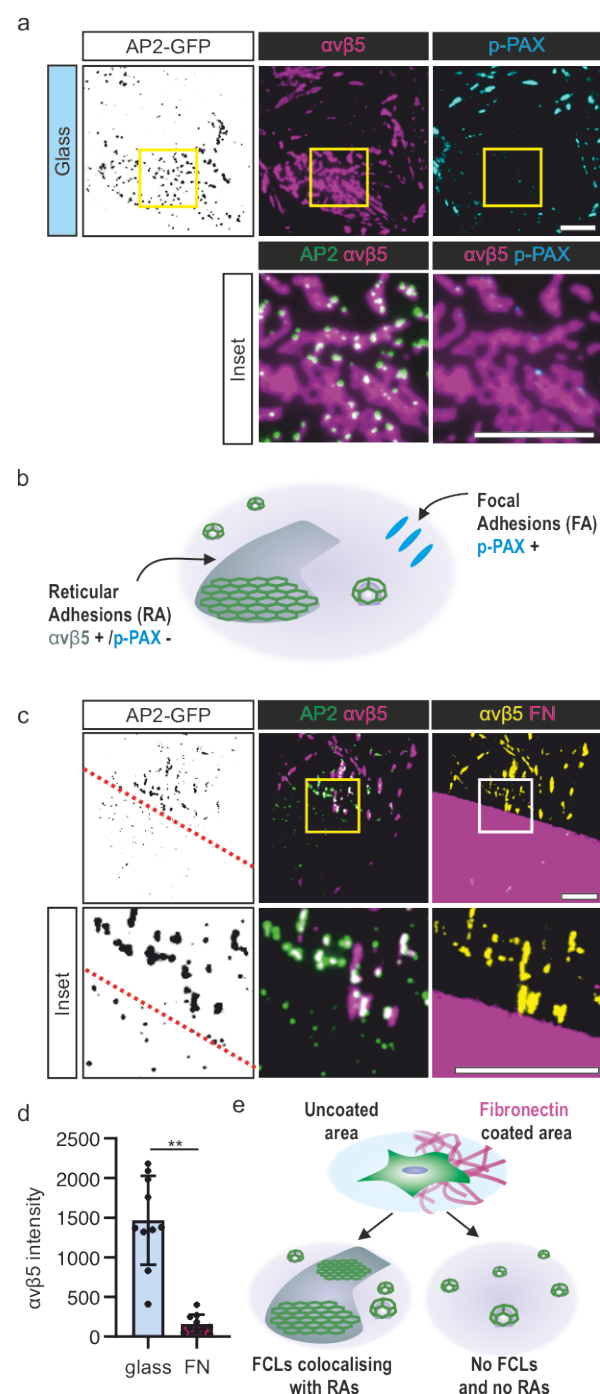 a
AP2-GFP
αvβ5
p-PAX
Glass
AP2 αvβ5
αvβ5 p-PAX
Inset
b
Focal
Adhesions (FA)
p-PAX +
Reticular
Adhesions (RA)
αvβ5 + /p-PAX -
c
AP2-GFP
AP2 αvβ5
αvβ5 FN
Inset
d
αvβ5 intensity
2500
2000
1500
1000
500
0
**
glass
FN
e
Uncoated
area
Fibronectin
coated area
FCLs colocalising
with RAs
No FCLs
and no RAs